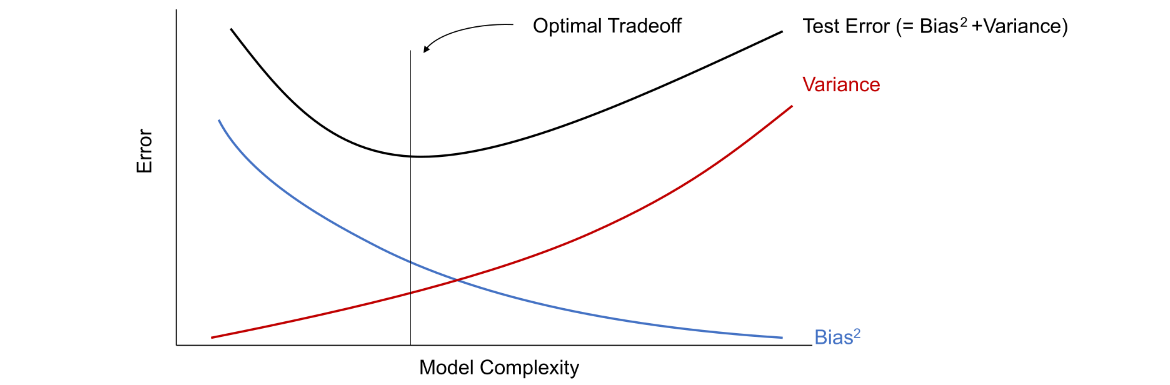 Optimal Tradeoff
Test Error (= Bias² +Variance)
Variance
Error
Bias²
Model Complexity